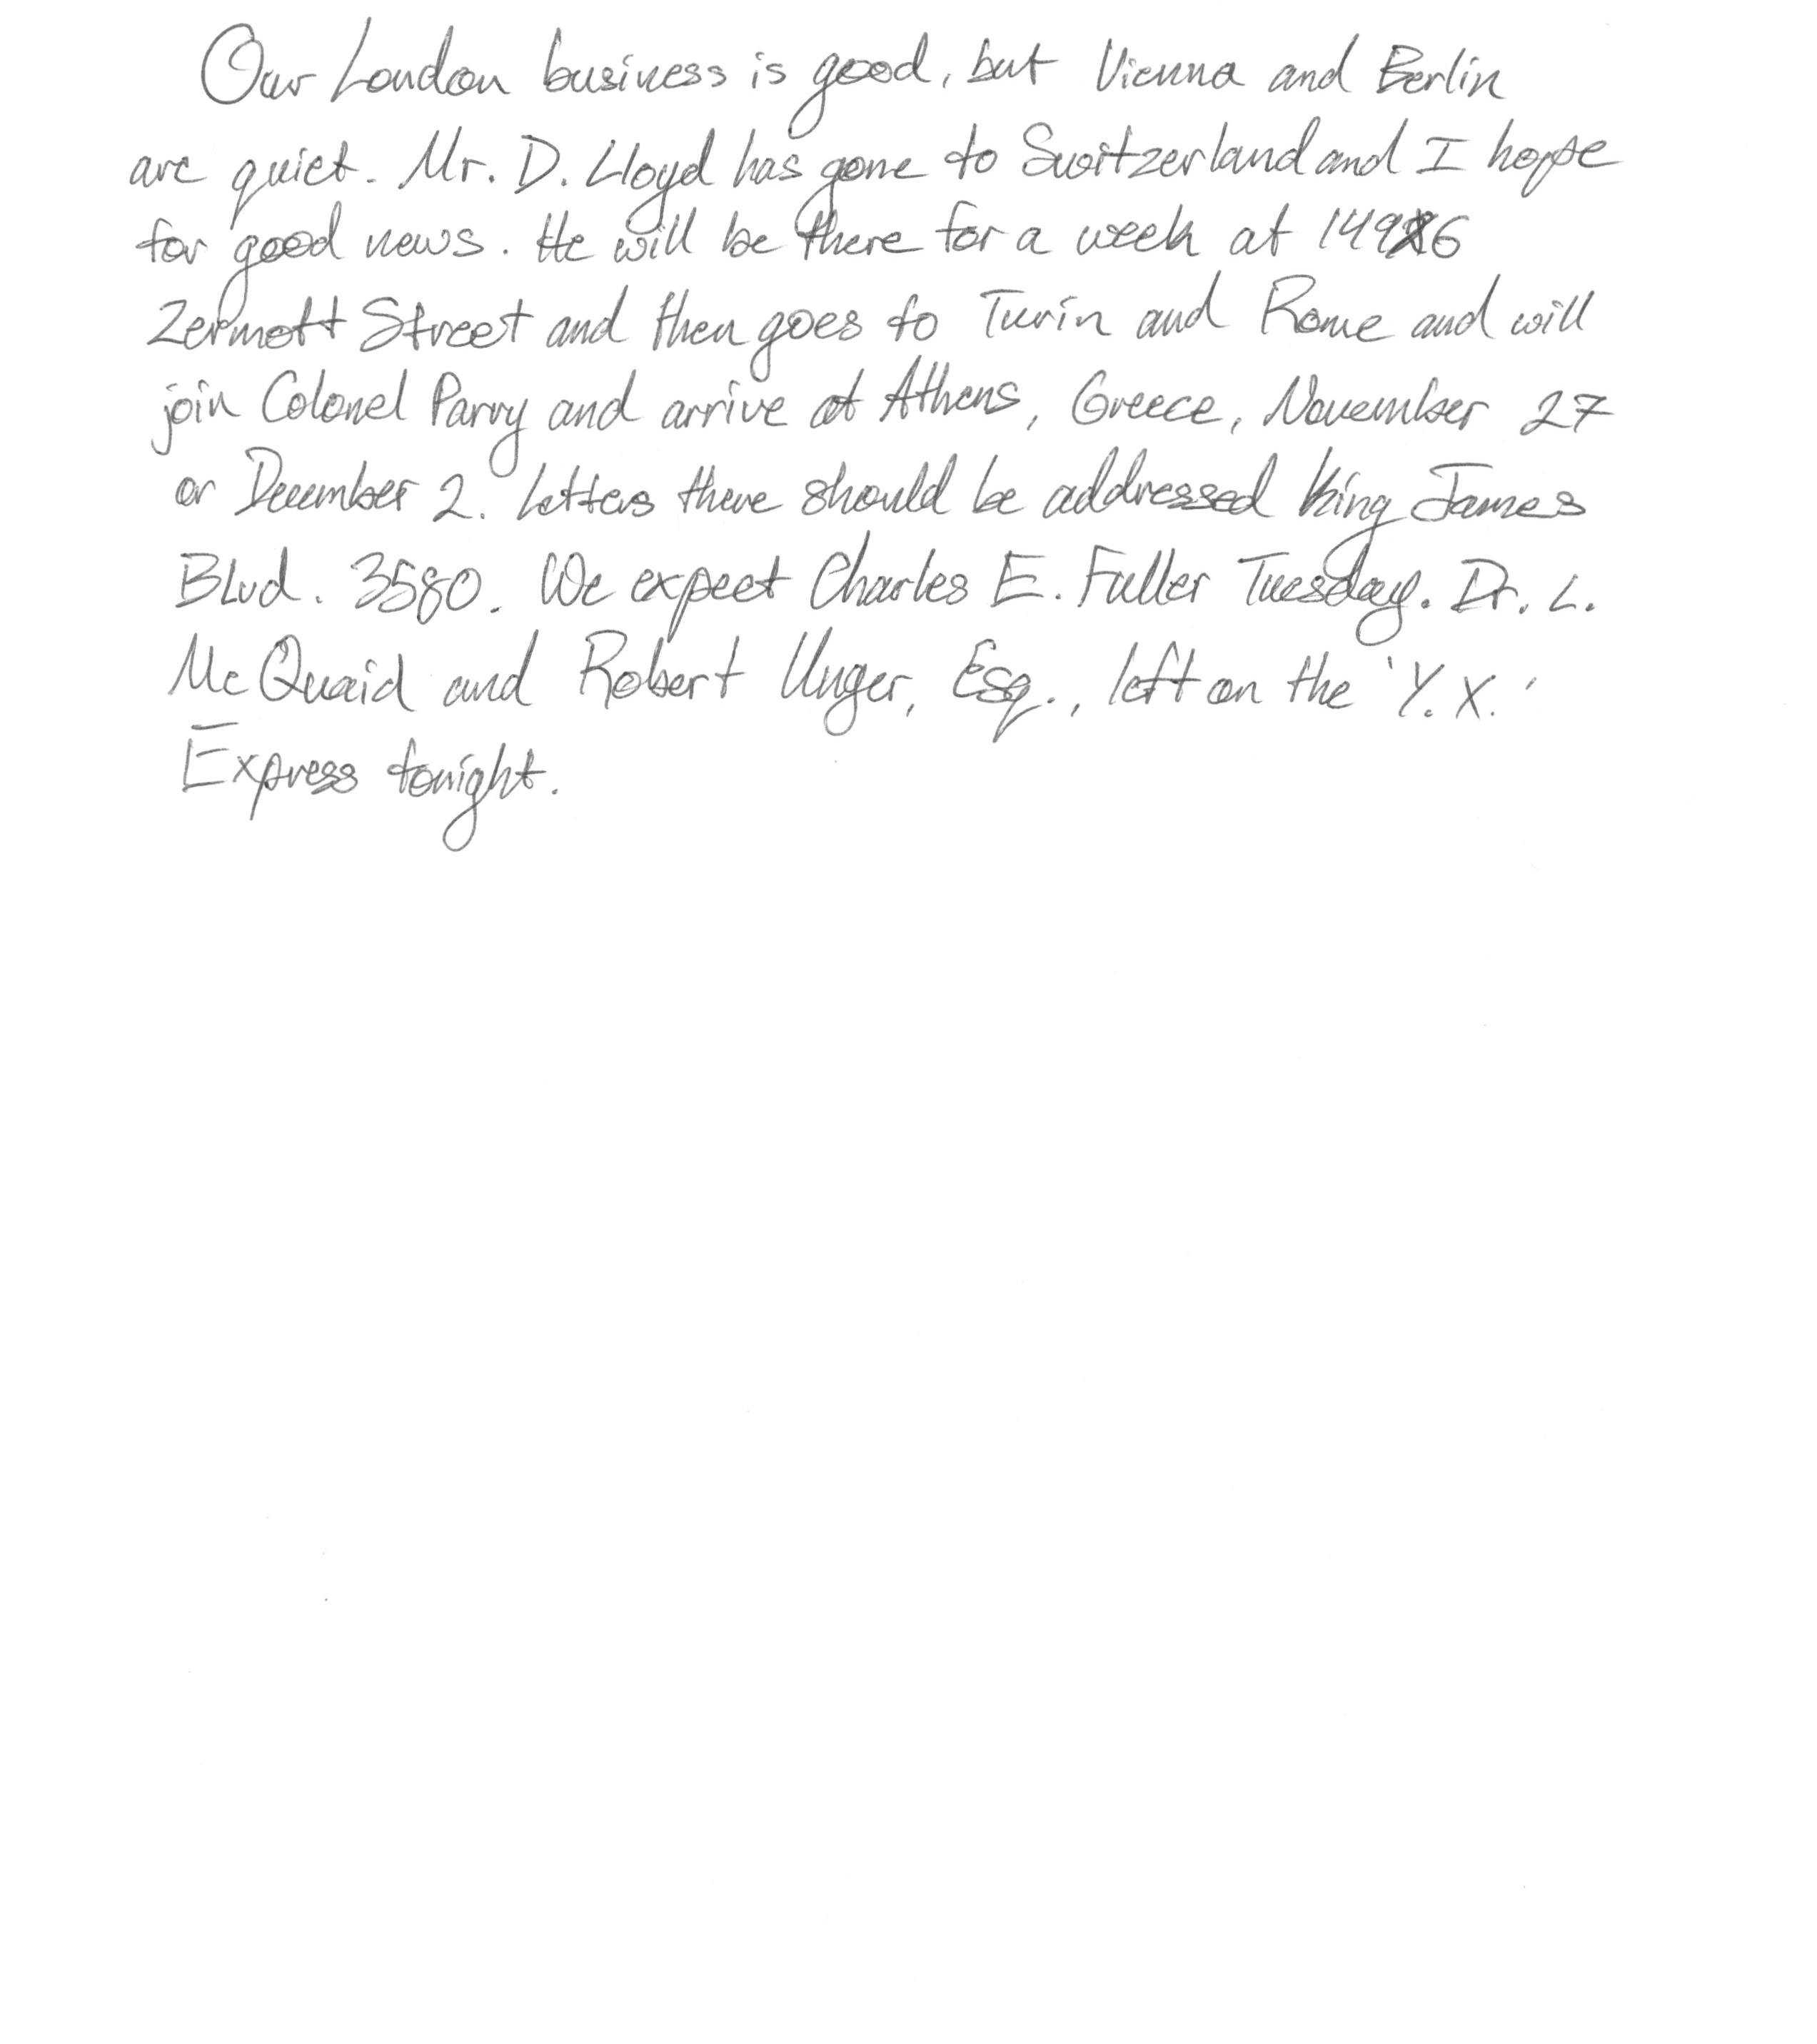 Our London business is good, but Vienna and Berlin
are quiet. Mr. D. Lloyd has gone to Switzerland and I hope
for good news. He will be there for a week at 1496
Zermott Street and then goes to Turin and Rome and will
join Colonel Parry and arrive at Athens, Greece, November 27
or December 2. Letters there should be addressed King James
Blvd. 3580. We expect Charles E. Fuller Tuesday. Dr. L.
McQuaid and Robert Unger, Esq., left on the 'Y. X.'
Express tonight.